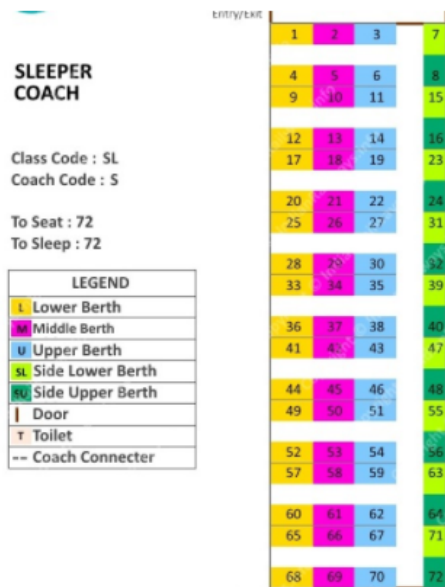 Entry/Exit
1 2 3 7
SLEEPER
COACH
4 5 6 8
9 10 11 15
12 13 14 16
17 18 19 23
Class Code : SL
Coach Code : S
20 21 22 24
25 26 27 31
To Seat : 72
To Sleep : 72
28 29 30 32
33 34 35 39
LEGEND
L Lower Berth
M Middle Berth
U Upper Berth
SL Side Lower Berth
SU Side Upper Berth
Door
T Toilet
-- Coach Connecter
36 37 38 40
41 42 43 47
44 45 46 48
49 50 51 55
52 53 54 56
57 58 59 63
60 61 62 64
65 66 67 71
68 69 70 72